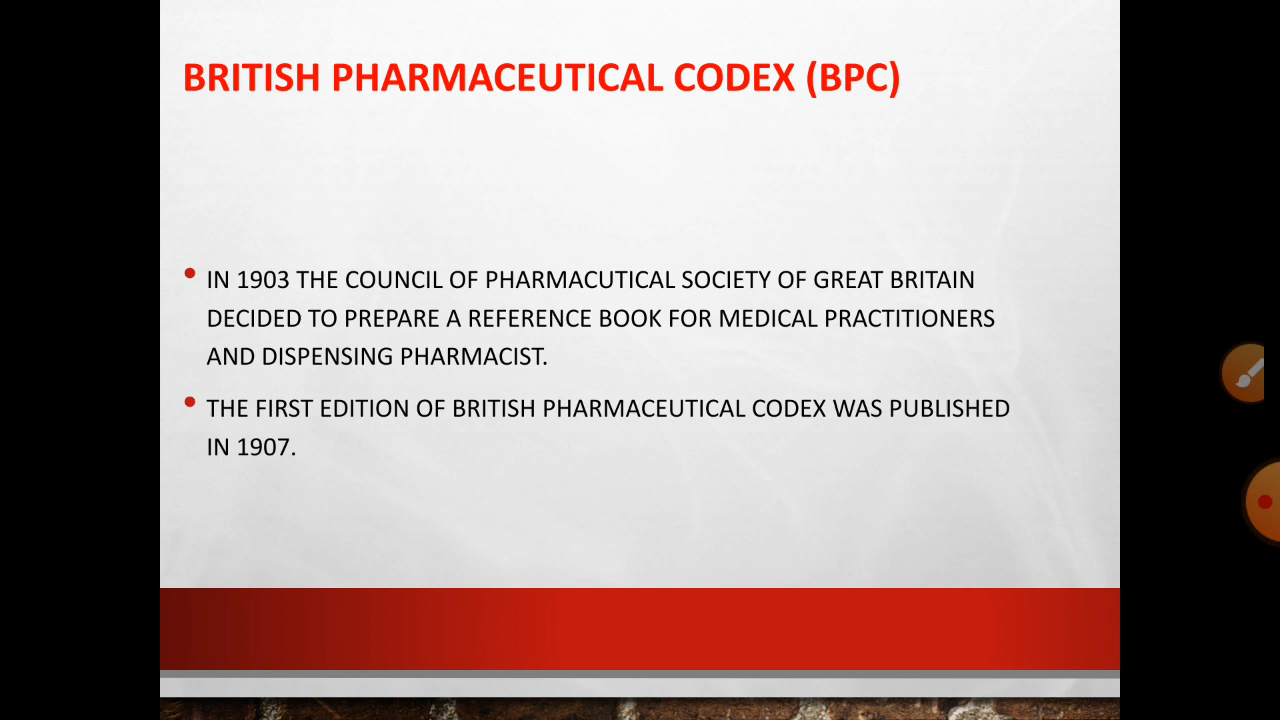 BRITISH PHARMACEUTICAL CODEX (BPC)
• IN 1903 THE COUNCIL OF PHARMACUTICAL SOCIETY OF GREAT BRITAIN
DECIDED TO PREPARE A REFERENCE BOOK FOR MEDICAL PRACTITIONERS
AND DISPENSING PHARMACIST.
• THE FIRST EDITION OF BRITISH PHARMACEUTICAL CODEX WAS PUBLISHED
IN 1907.